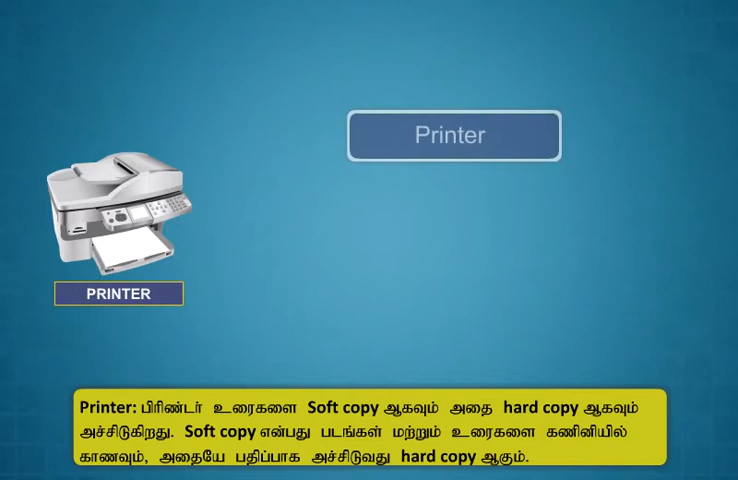 Printer
PRINTER
Printer: பிரிண்டர் உரைகளை Soft copy ஆகவும் அதை hard copy ஆகவும்
அச்சிடுகிறது. Soft copy என்பது படங்கள் மற்றும் உரைகளை கணினியில்
காணவும், அதையே பதிப்பாக அச்சிடுவது hard copy ஆகும்.